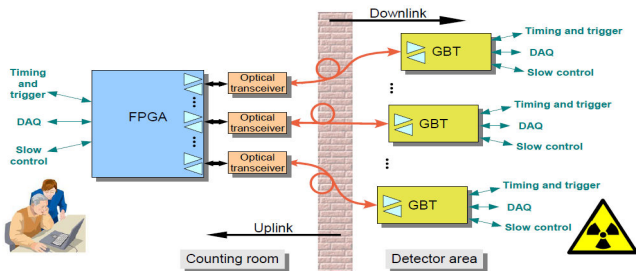 Downlink
Timing and trigger
GBT
DAQ
Slow control
Timing
and
trigger
DAQ
Slow
control
FPGA
...
...
Optical
transceiver
Optical
transceiver
Optical
transceiver
...
Timing and trigger
GBT
DAQ
Slow control
...
Timing and trigger
GBT
DAQ
Slow control
Uplink
Counting room
Detector area